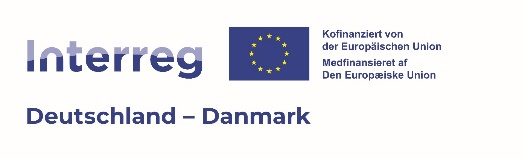 Interreg
Kofinanziert von
der Europäischen Union
Medfinansieret af
Den Europæiske Union
Deutschland – Danmark